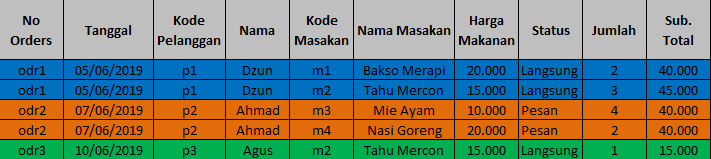 No Orders Tanggal Kode Pelanggan Nama Kode Masakan Nama Masakan Harga Makanan Status Jumlah Sub. Total
odr1 05/06/2019 p1 Dzun m1 Bakso Merapi 20.000 Langsung 2 40.000
odr1 05/06/2019 p1 Dzun m2 Tahu Mercon 15.000 Langsung 3 45.000
odr2 07/06/2019 p2 Ahmad m3 Mie Ayam 10.000 Pesan 4 40.000
odr2 07/06/2019 p2 Ahmad m4 Nasi Goreng 20.000 Pesan 2 40.000
odr3 10/06/2019 p3 Agus m2 Tahu Mercon 15.000 Langsung 1 15.000